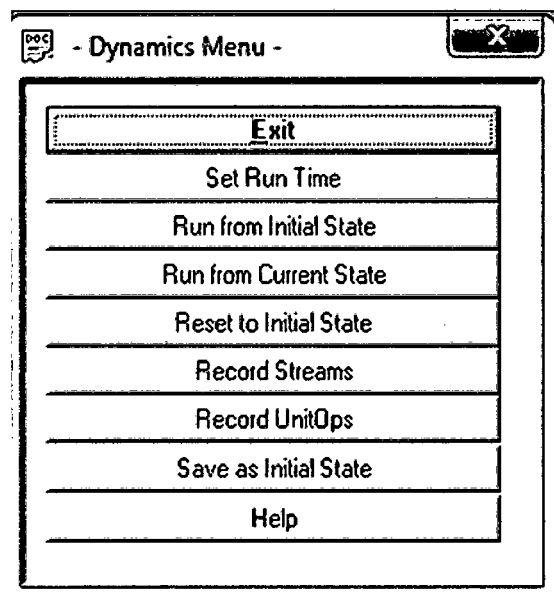 DOC
- Dynamics Menu -
X
Exit
Set Run Time
Run from Initial State
Run from Current State
Reset to Initial State
Record Streams
Record UnitOps
Save as Initial State
Help